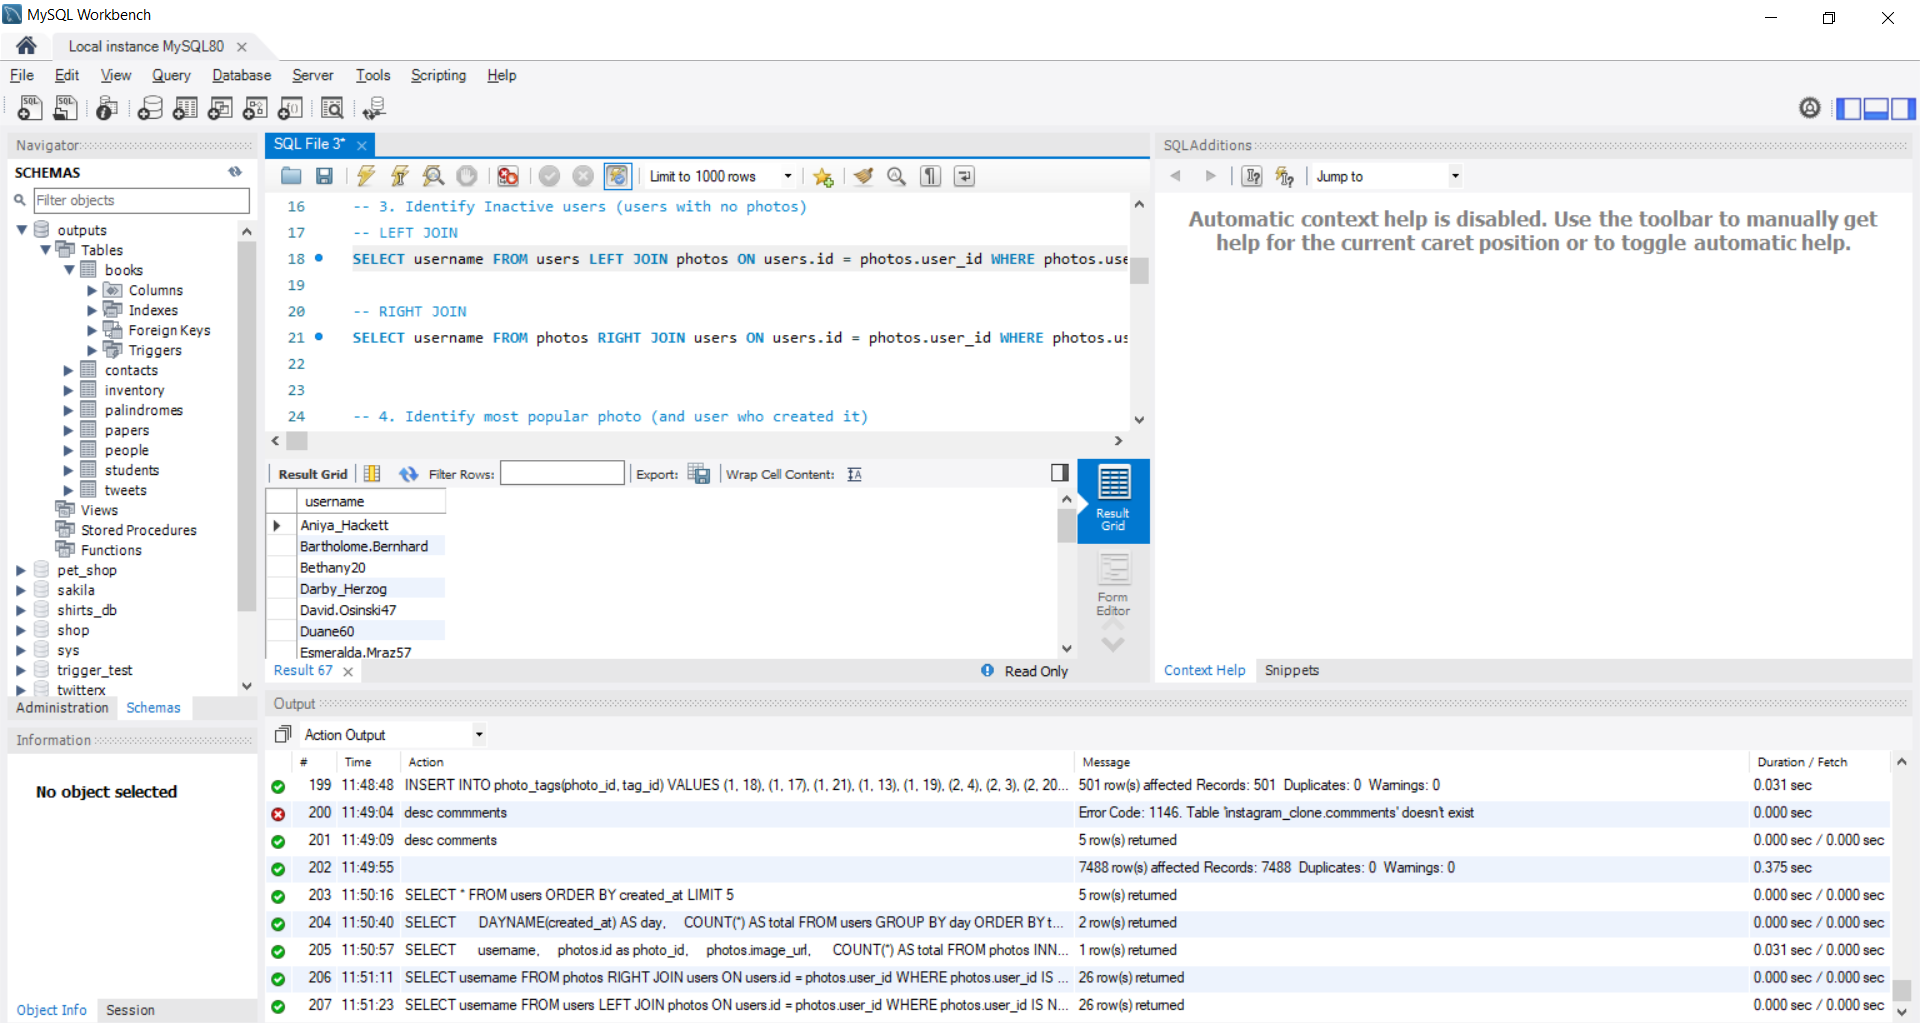 MySQL Workbench
Local instance MySQL80
File Edit View Query Database Server Tools Scripting Help
Navigator
SCHEMAS
Filter objects
outputs
Tables
books
Columns
Indexes
Foreign Keys
Triggers
contacts
inventory
palindromes
papers
people
students
tweets
Views
Stored Procedures
Functions
pet_shop
sakila
shirts_db
shop
sys
trigger_test
twitterx
Administration Schemas
Information
No object selected
Object Info Session
SQL File 3*
Limit to 1000 rows
16 -- 3. Identify Inactive users (users with no photos)
17 -- LEFT JOIN
18 SELECT username FROM users LEFT JOIN photos ON users.id = photos.user_id WHERE photos.use
19
20 -- RIGHT JOIN
21 SELECT username FROM photos RIGHT JOIN users ON users.id = photos.user_id WHERE photos.us
22
23
24 -- 4. Identify most popular photo (and user who created it)
Result Grid Filter Rows: Export: Wrap Cell Content:
username
Aniya_Hackett
Bartholome.Bernhard
Bethany20
Darby_Herzog
David.Osinski47
Duane60
Esmeralda.Mraz57
Result Grid
Form Editor
Result 67 Read Only
SQLAdditions
Jump to
Automatic context help is disabled. Use the toolbar to manually get
help for the current caret position or to toggle automatic help.
Context Help Snippets
Output
Action Output
# Time Action Message Duration / Fetch
199 11:48:48 INSERT INTO photo_tags(photo_id, tag_id) VALUES (1, 18), (1, 17), (1, 21), (1, 13), (1, 19), (2, 4), (2, 3), (2, 20... 501 row(s) affected Records: 501 Duplicates: 0 Warnings: 0 0.031 sec
200 11:49:04 desc commments Error Code: 1146. Table 'instagram_clone.commments' doesn't exist 0.000 sec
201 11:49:09 desc comments 5 row(s) returned 0.000 sec / 0.000 sec
202 11:49:55 7488 row(s) affected Records: 7488 Duplicates: 0 Warnings: 0 0.375 sec
203 11:50:16 SELECT * FROM users ORDER BY created_at LIMIT 5 5 row(s) returned 0.000 sec / 0.000 sec
204 11:50:40 SELECT DAYNAME(created_at) AS day, COUNT(*) AS total FROM users GROUP BY day ORDER BY t... 2 row(s) returned 0.000 sec / 0.000 sec
205 11:50:57 SELECT username, photos.id as photo_id, photos.image_url, COUNT(*) AS total FROM photos INN... 1 row(s) returned 0.031 sec / 0.000 sec
206 11:51:11 SELECT username FROM photos RIGHT JOIN users ON users.id = photos.user_id WHERE photos.user_id IS ... 26 row(s) returned 0.000 sec / 0.000 sec
207 11:51:23 SELECT username FROM users LEFT JOIN photos ON users.id = photos.user_id WHERE photos.user_id IS N... 26 row(s) returned 0.000 sec / 0.000 sec